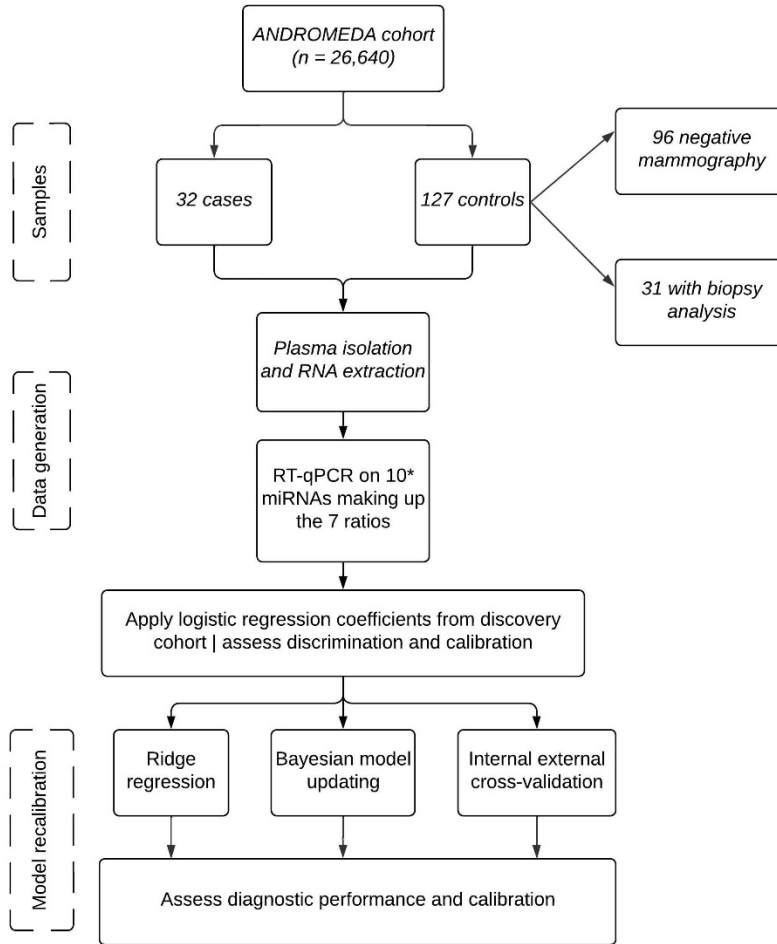 ANDROMEDA cohort
(n = 26,640)
Samples
32 cases
127 controls
96 negative
mammography
31 with biopsy
analysis
Data generation
Plasma isolation
and RNA extraction
RT-qPCR on 10*
miRNAs making up
the 7 ratios
Apply logistic regression coefficients from discovery
cohort | assess discrimination and calibration
Model recalibration
Ridge
regression
Bayesian model
updating
Internal external
cross-validation
Assess diagnostic performance and calibration